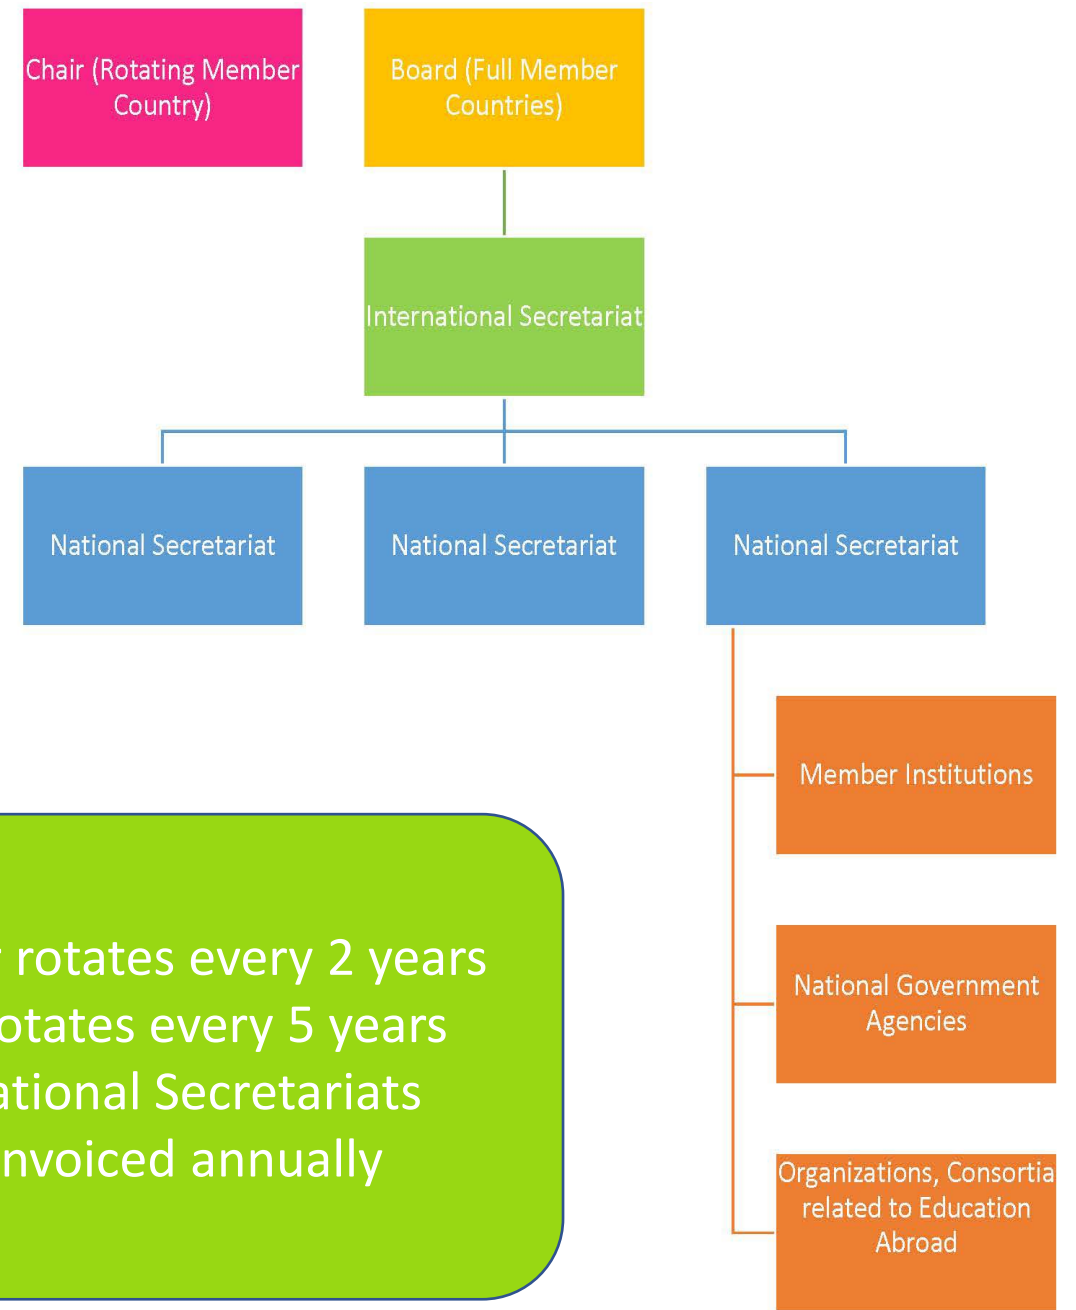 Chair (Rotating Member
Country)
Board (Full Member
Countries)
International Secretariat
National Secretariat
National Secretariat
National Secretariat
Member Institutions
National Government
Agencies
Organizations, Consortia
related to Education
Abroad
rotates every 2 years
otates every 5 years
ational Secretariats
nvoiced annually